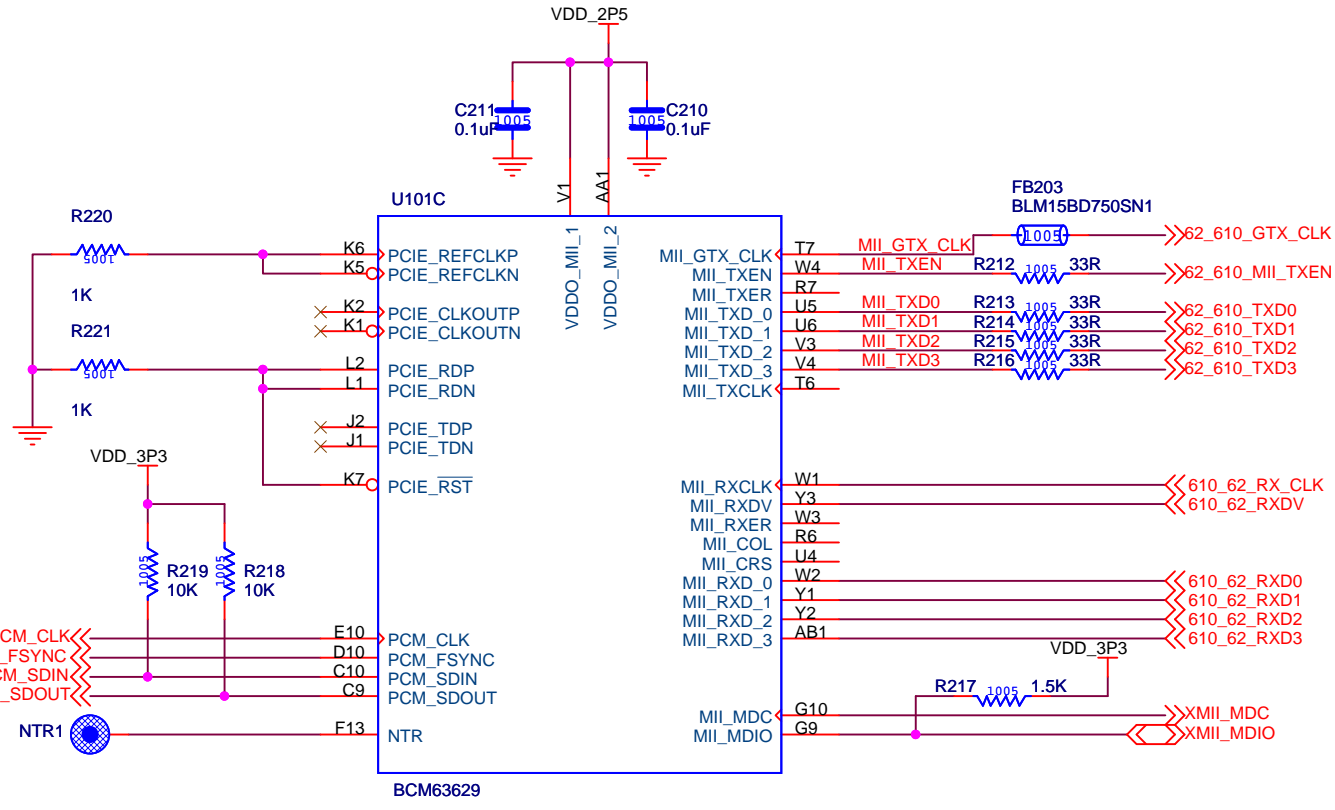 VDD_2P5
C211
1005
0.1uF
C210
1005
0.1uF
V1
AA1
U101C
VDDO_MII_1
VDDO_MII_2
R220
1005
1K
R221
1005
1K
K6
PCIE_REFCLKP
K5
PCIE_REFCLKN
K2
PCIE_CLKOUTP
K1
PCIE_CLKOUTN
L2
PCIE_RDP
L1
PCIE_RDN
J2
PCIE_TDP
J1
PCIE_TDN
K7
PCIE_RST
VDD_3P3
1005
R219
10K
1005
R218
10K
CM_CLK
E10
PCM_CLK
_FSYNC
D10
PCM_FSYNC
CM_SDIN
C10
PCM_SDIN
_SDOUT
C9
PCM_SDOUT
NTR1
F13
NTR
BCM63629
FB203
BLM15BD750SN1
MII_GTX_CLK
T7
MII_GTX_CLK
1005
62_610_GTX_CLK
MII_TXEN
W4
MII_TXEN
R212
1005
33R
62_610_MII_TXEN
MII_TXER
R7
MII_TXD_0
U5
MII_TXD0
R213
1005
33R
62_610_TXD0
MII_TXD_1
U6
MII_TXD1
R214
1005
33R
62_610_TXD1
MII_TXD_2
V3
MII_TXD2
R215
1005
33R
62_610_TXD2
MII_TXD_3
V4
MII_TXD3
R216
1005
33R
62_610_TXD3
MII_TXCLK
T6
MII_RXCLK
W1
610_62_RX_CLK
MII_RXDV
Y3
610_62_RXDV
MII_RXER
W3
MII_COL
R6
MII_CRS
U4
MII_RXD_0
W2
610_62_RXD0
MII_RXD_1
Y1
610_62_RXD1
MII_RXD_2
Y2
610_62_RXD2
MII_RXD_3
AB1
610_62_RXD3
VDD_3P3
R217
1005
1.5K
MII_MDC
G10
XMII_MDC
MII_MDIO
G9
XMII_MDIO